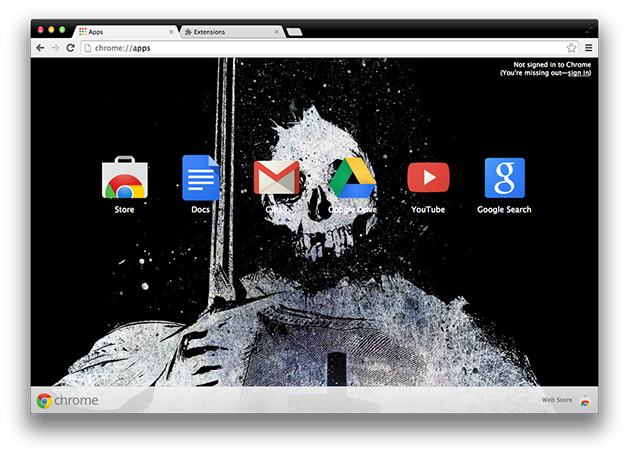 Apps
Extensions
chrome://apps
Not signed in to Chrome
(You're missing out—sign in)
Store
Docs
Gmail
Google Drive
YouTube
Google Search
chrome
Web Store